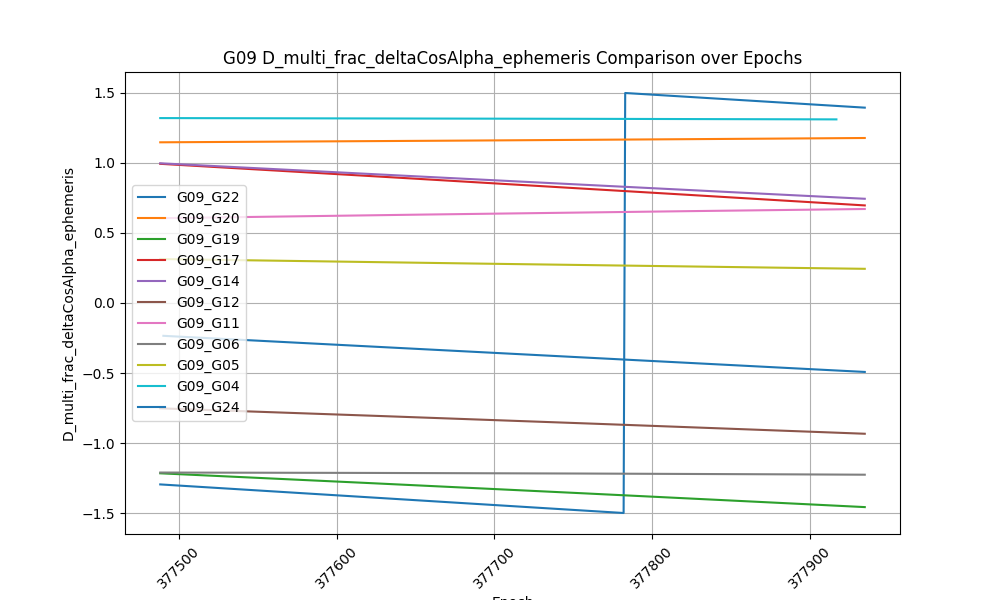 G09 D_multi_frac_deltaCosAlpha_ephemeris Comparison over Epochs
D_multi_frac_deltaCosAlpha_ephemeris
1.5
1.0
0.5
0.0
−0.5
−1.0
−1.5
G09_G22
G09_G20
G09_G19
G09_G17
G09_G14
G09_G12
G09_G11
G09_G06
G09_G05
G09_G04
G09_G24
377500
377600
377700
377800
377900
Epoch